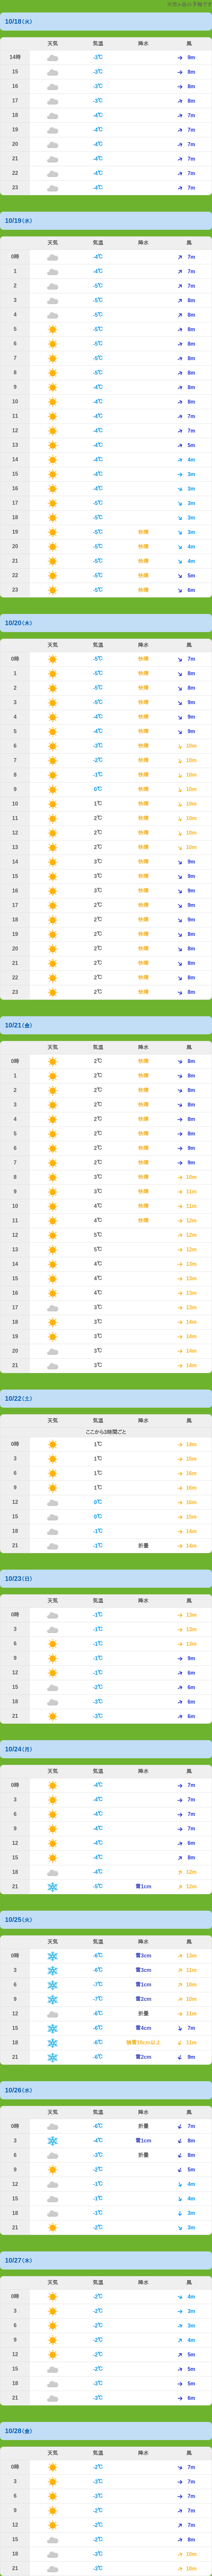 10/18(火)
天気 気温 降水 風
14時 -3℃ 9m
15 -3℃ 8m
16 -3℃ 8m
17 -3℃ 8m
18 -4℃ 7m
19 -4℃ 7m
20 -4℃ 7m
21 -4℃ 7m
22 -4℃ 7m
23 -4℃ 7m
10/19(水)
天気 気温 降水 風
0時 -4℃ 7m
1 -4℃ 7m
2 -5℃ 7m
3 -5℃ 8m
4 -5℃ 8m
5 -5℃ 8m
6 -5℃ 8m
7 -5℃ 8m
8 -5℃ 8m
9 -4℃ 8m
10 -4℃ 8m
11 -4℃ 7m
12 -4℃ 7m
13 -4℃ 5m
14 -4℃ 4m
15 -4℃ 3m
16 -4℃ 3m
17 -5℃ 3m
18 -5℃ 3m
19 -5℃ 快晴 3m
20 -5℃ 快晴 4m
21 -5℃ 快晴 4m
22 -5℃ 快晴 5m
23 -5℃ 快晴 6m
10/20(木)
天気 気温 降水 風
0時 -5℃ 快晴 7m
1 -5℃ 快晴 8m
2 -5℃ 快晴 8m
3 -5℃ 快晴 9m
4 -4℃ 快晴 9m
5 -4℃ 快晴 9m
6 -3℃ 快晴 10m
7 -2℃ 快晴 10m
8 -1℃ 快晴 10m
9 0℃ 快晴 10m
10 1℃ 快晴 10m
11 2℃ 快晴 10m
12 2℃ 快晴 10m
13 2℃ 快晴 10m
14 3℃ 快晴 9m
15 3℃ 快晴 9m
16 3℃ 快晴 9m
17 2℃ 快晴 9m
18 2℃ 快晴 9m
19 2℃ 快晴 8m
20 2℃ 快晴 8m
21 2℃ 快晴 8m
22 2℃ 快晴 8m
23 2℃ 快晴 8m
10/21(金)
天気 気温 降水 風
0時 2℃ 快晴 8m
1 2℃ 快晴 8m
2 2℃ 快晴 8m
3 2℃ 快晴 8m
4 2℃ 快晴 8m
5 2℃ 快晴 8m
6 2℃ 快晴 9m
7 2℃ 快晴 9m
8 3℃ 快晴 10m
9 3℃ 快晴 11m
10 4℃ 快晴 11m
11 4℃ 快晴 12m
12 5℃ 12m
13 5℃ 12m
14 4℃ 13m
15 4℃ 13m
16 4℃ 13m
17 3℃ 13m
18 3℃ 14m
19 3℃ 14m
20 3℃ 14m
21 3℃ 14m
10/22(土)
天気 気温 降水 風
ここから3時間ごと
0時 1℃ 14m
3 1℃ 15m
6 1℃ 16m
9 1℃ 16m
12 0℃ 16m
15 0℃ 15m
18 -1℃ 14m
21 -1℃ 折曇 14m
10/23(日)
天気 気温 降水 風
0時 -1℃ 13m
3 -1℃ 13m
6 -1℃ 12m
9 -1℃ 9m
12 -1℃ 6m
15 -2℃ 6m
18 -3℃ 6m
21 -3℃ 6m
10/24(月)
天気 気温 降水 風
0時 -4℃ 7m
3 -4℃ 7m
6 -4℃ 7m
9 -4℃ 7m
12 -4℃ 6m
15 -4℃ 8m
18 -4℃ 12m
21 -5℃ 雪1cm 12m
10/25(火)
天気 気温 降水 風
0時 -6℃ 雪3cm 12m
3 -6℃ 雪3cm 11m
6 -7℃ 雪1cm 10m
9 -7℃ 雪2cm 10m
12 -6℃ 折曇 11m
15 -6℃ 雪4cm 7m
18 -6℃ 強雪10cm以上 11m
21 -6℃ 雪2cm 9m
10/26(水)
天気 気温 降水 風
0時 -6℃ 折曇 7m
3 -4℃ 雪1cm 8m
6 -3℃ 折曇 8m
9 -2℃ 5m
12 -1℃ 4m
15 -1℃ 4m
18 -1℃ 3m
21 -2℃ 3m
10/27(木)
天気 気温 降水 風
0時 -2℃ 4m
3 -2℃ 3m
6 -2℃ 3m
9 -2℃ 4m
12 -2℃ 5m
15 -2℃ 5m
18 -3℃ 5m
21 -3℃ 6m
10/28(金)
天気 気温 降水 風
0時 -2℃ 7m
3 -3℃ 7m
6 -3℃ 7m
9 -2℃ 7m
12 -2℃ 7m
15 -2℃ 8m
18 -3℃ 10m
21 -3℃ 10m